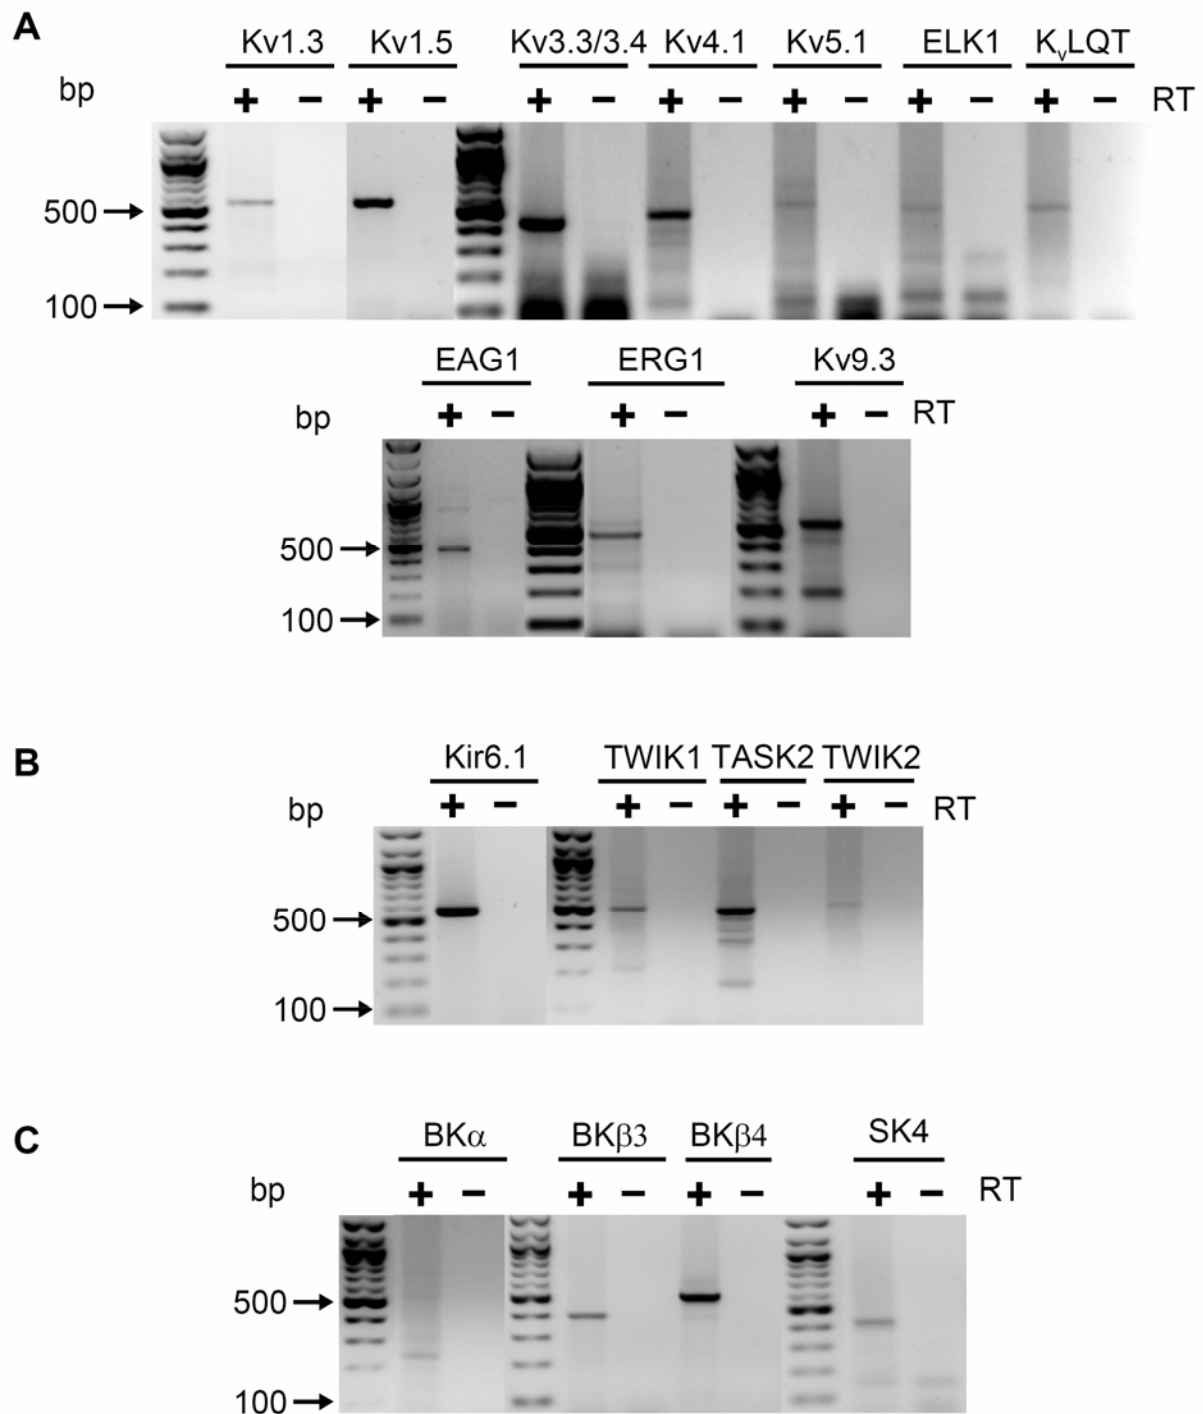 A
Kv1.3 Kv1.5 Kv3.3/3.4 Kv4.1 Kv5.1 ELK1 KvLQT
bp + − + − + − + − + − + − + − RT
500
100
EAG1 ERG1 Kv9.3
bp + − + − + − RT
500
100
B
Kir6.1 TWIK1 TASK2 TWIK2
bp + − + − + − + − RT
500
100
C
BKα BKβ3 BKβ4 SK4
bp + − + − + − + − RT
500
100